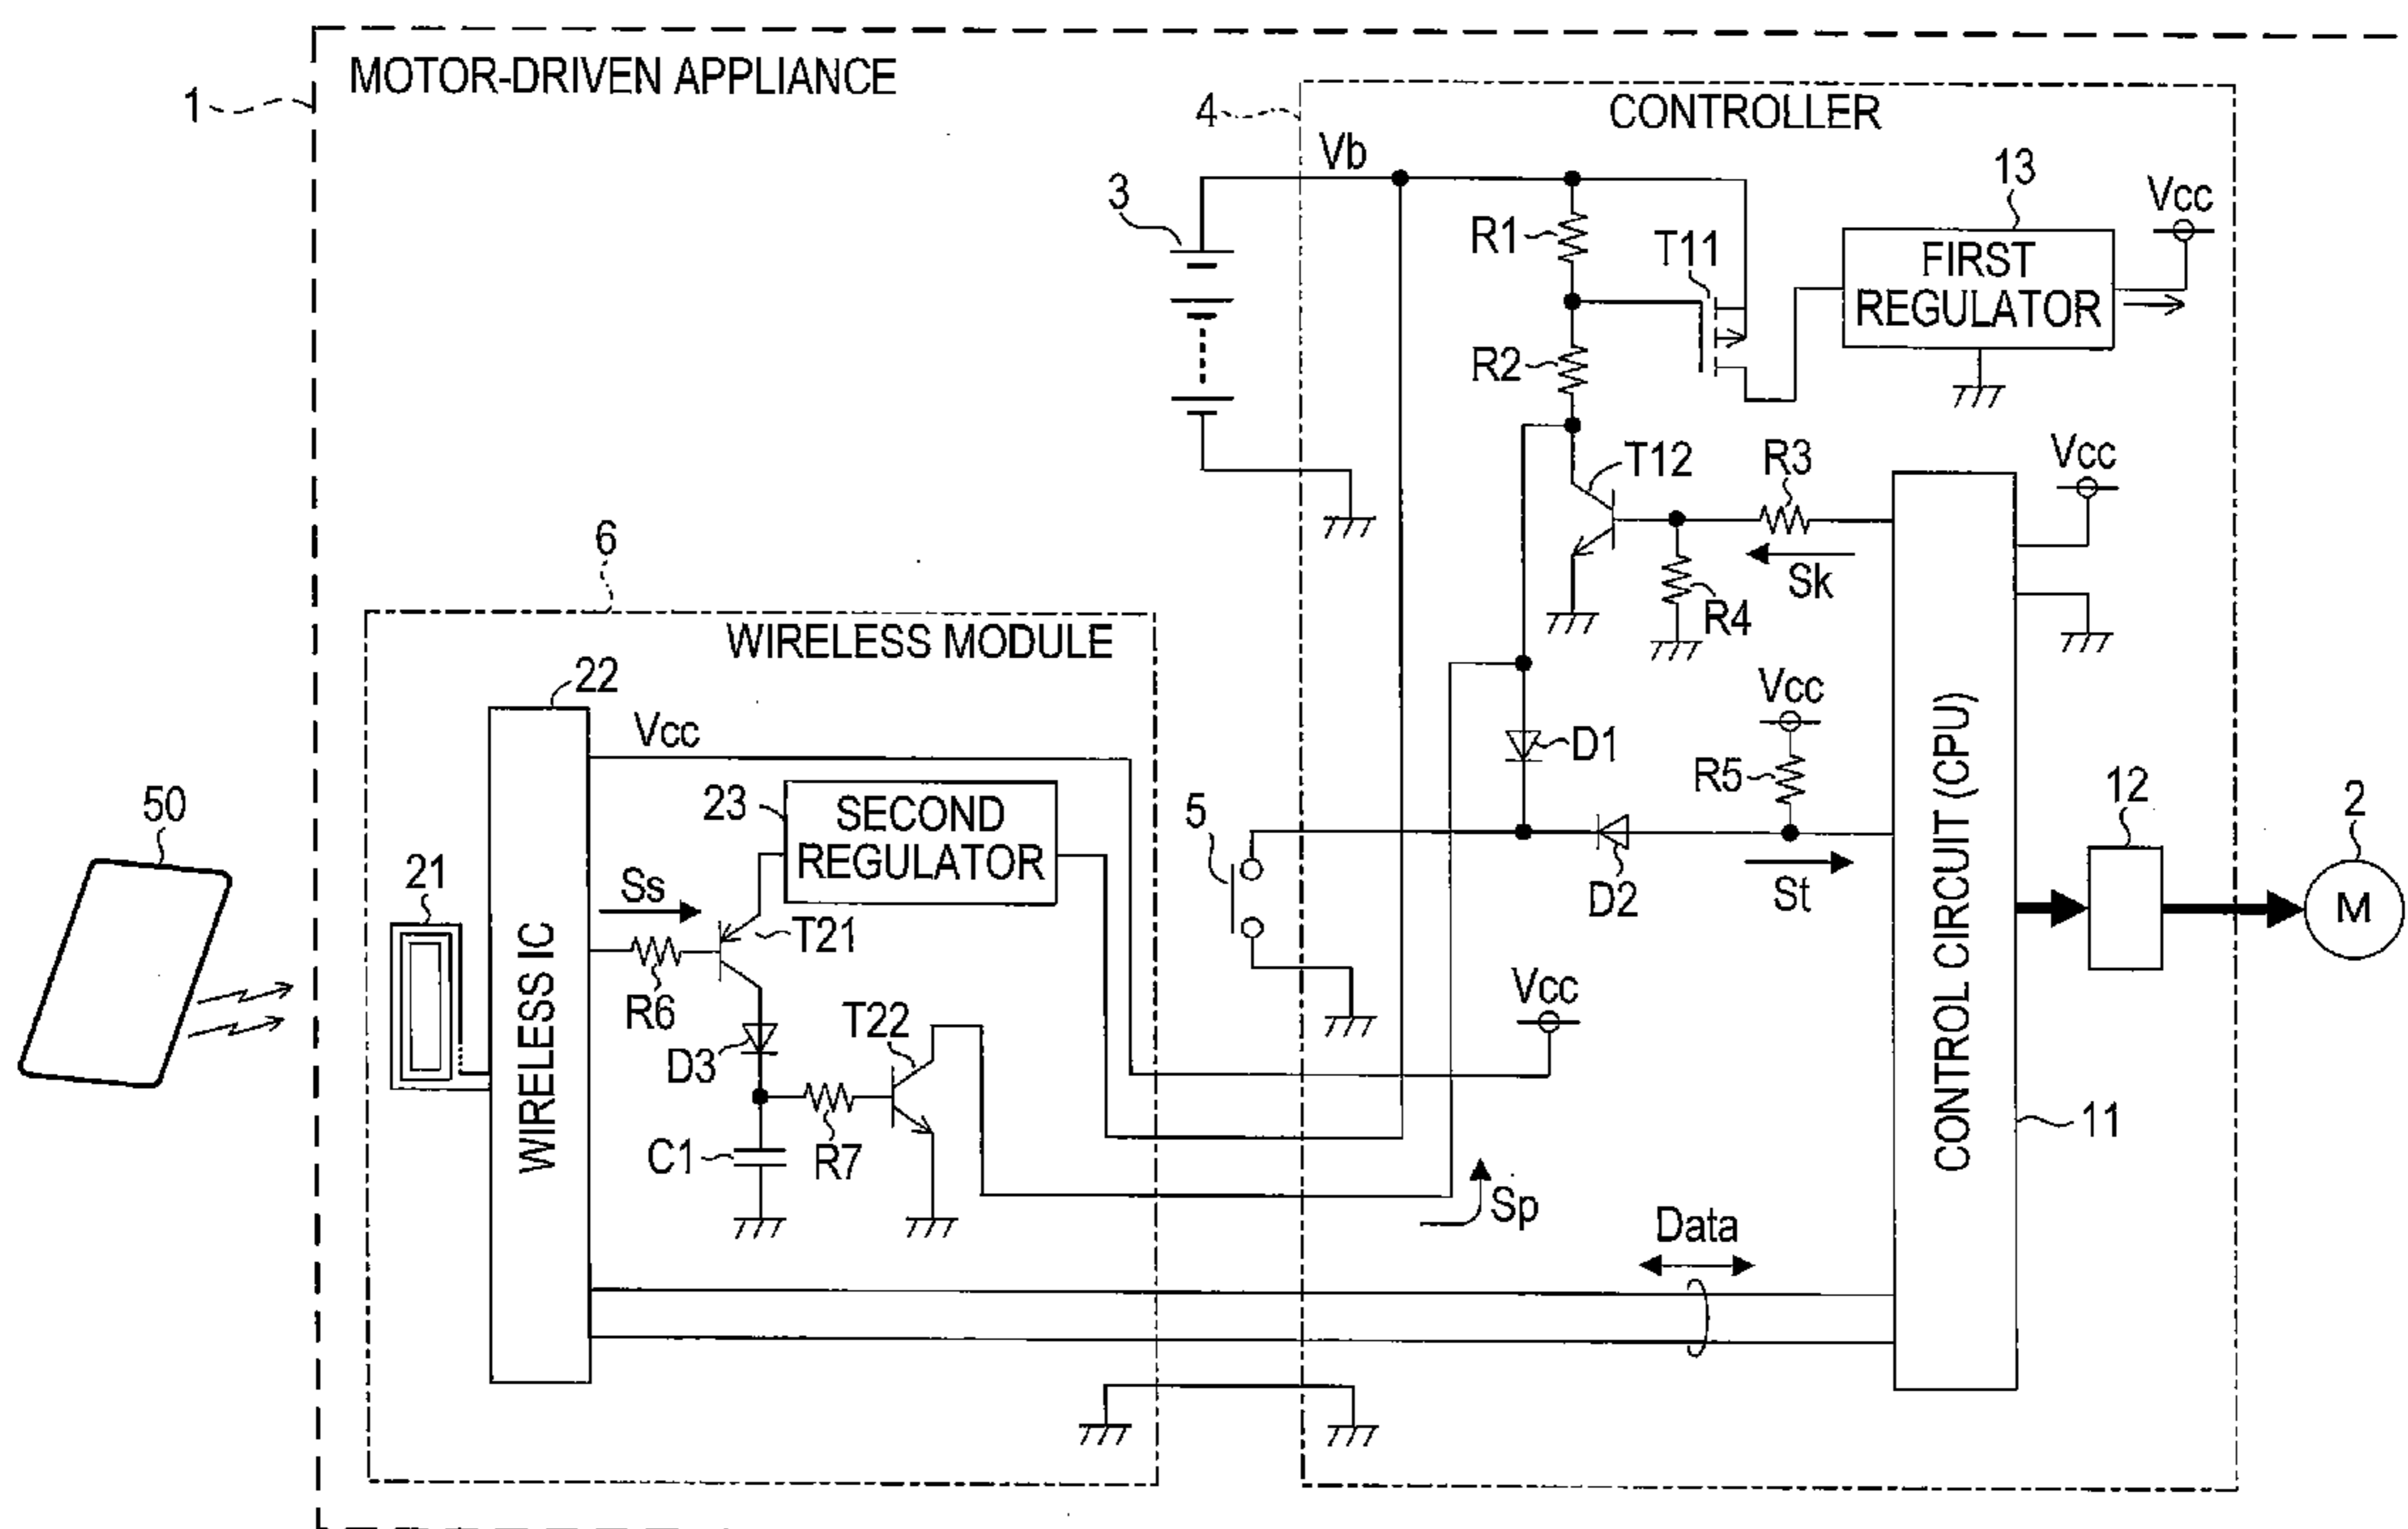 MOTOR-DRIVEN APPLIANCE
1
4
CONTROLLER
Vb
3
13
Vcc
R1
T11
FIRST
REGULATOR
R2
T12
R3
Vcc
Sk
R4
6
WIRELESS MODULE
22
Vcc
Vcc
D1
R5
50
23
SECOND
REGULATOR
5
12
2
21
Ss
T21
D2
St
M
R6
WIRELESS IC
Vcc
CONTROL CIRCUIT (CPU)
T22
D3
C1
R7
11
Sp
Data